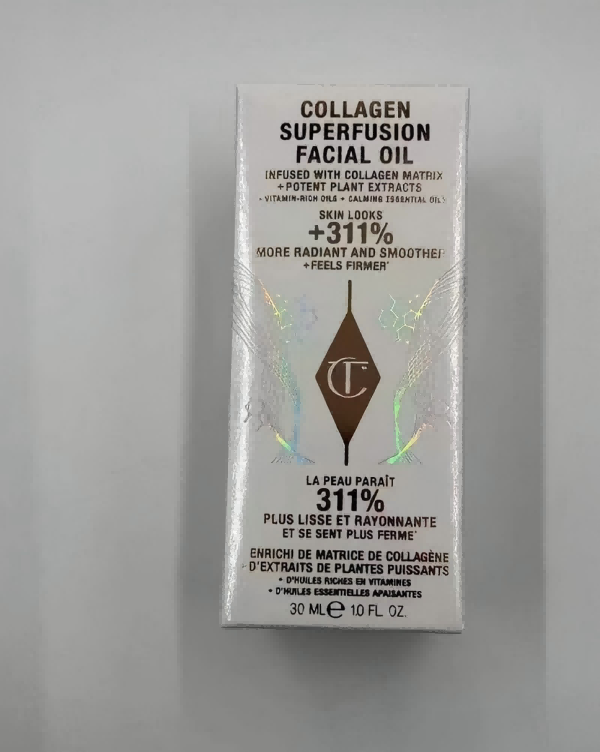 COLLAGEN
SUPERFUSION
FACIAL OIL
INFUSED WITH COLLAGEN MATRIX
+ POTENT PLANT EXTRACTS
• VITAMIN-RICH OILS • CALMING ESSENTIAL OILS
SKIN LOOKS
+311%
MORE RADIANT AND SMOOTHER
+ FEELS FIRMER*
CT
LA PEAU PARAÎT
311%
PLUS LISSE ET RAYONNANTE
ET SE SENT PLUS FERME*
ENRICHI DE MATRICE DE COLLAGÈNE
D'EXTRAITS DE PLANTES PUISSANTS
• D'HUILES RICHES EN VITAMINES
• D'HUILES ESSENTIELLES APAISANTES
30 ML e 1.0 FL. OZ.